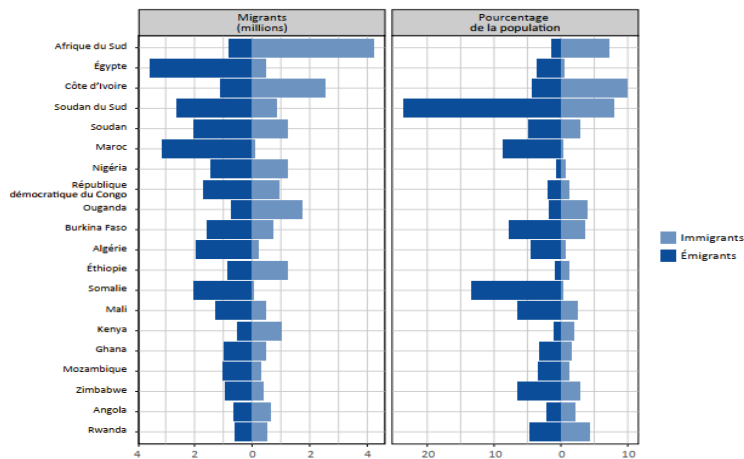 Migrants
(millions)
Pourcentage
de la population
Afrique du Sud
Égypte
Côte d'Ivoire
Soudan du Sud
Soudan
Maroc
Nigéria
République
démocratique du Congo
Ouganda
Burkina Faso
Algérie
Éthiopie
Somalie
Mali
Kenya
Ghana
Mozambique
Zimbabwe
Angola
Rwanda
Immigrants
Émigrants
4 2 0 2 4
20 10 0 10